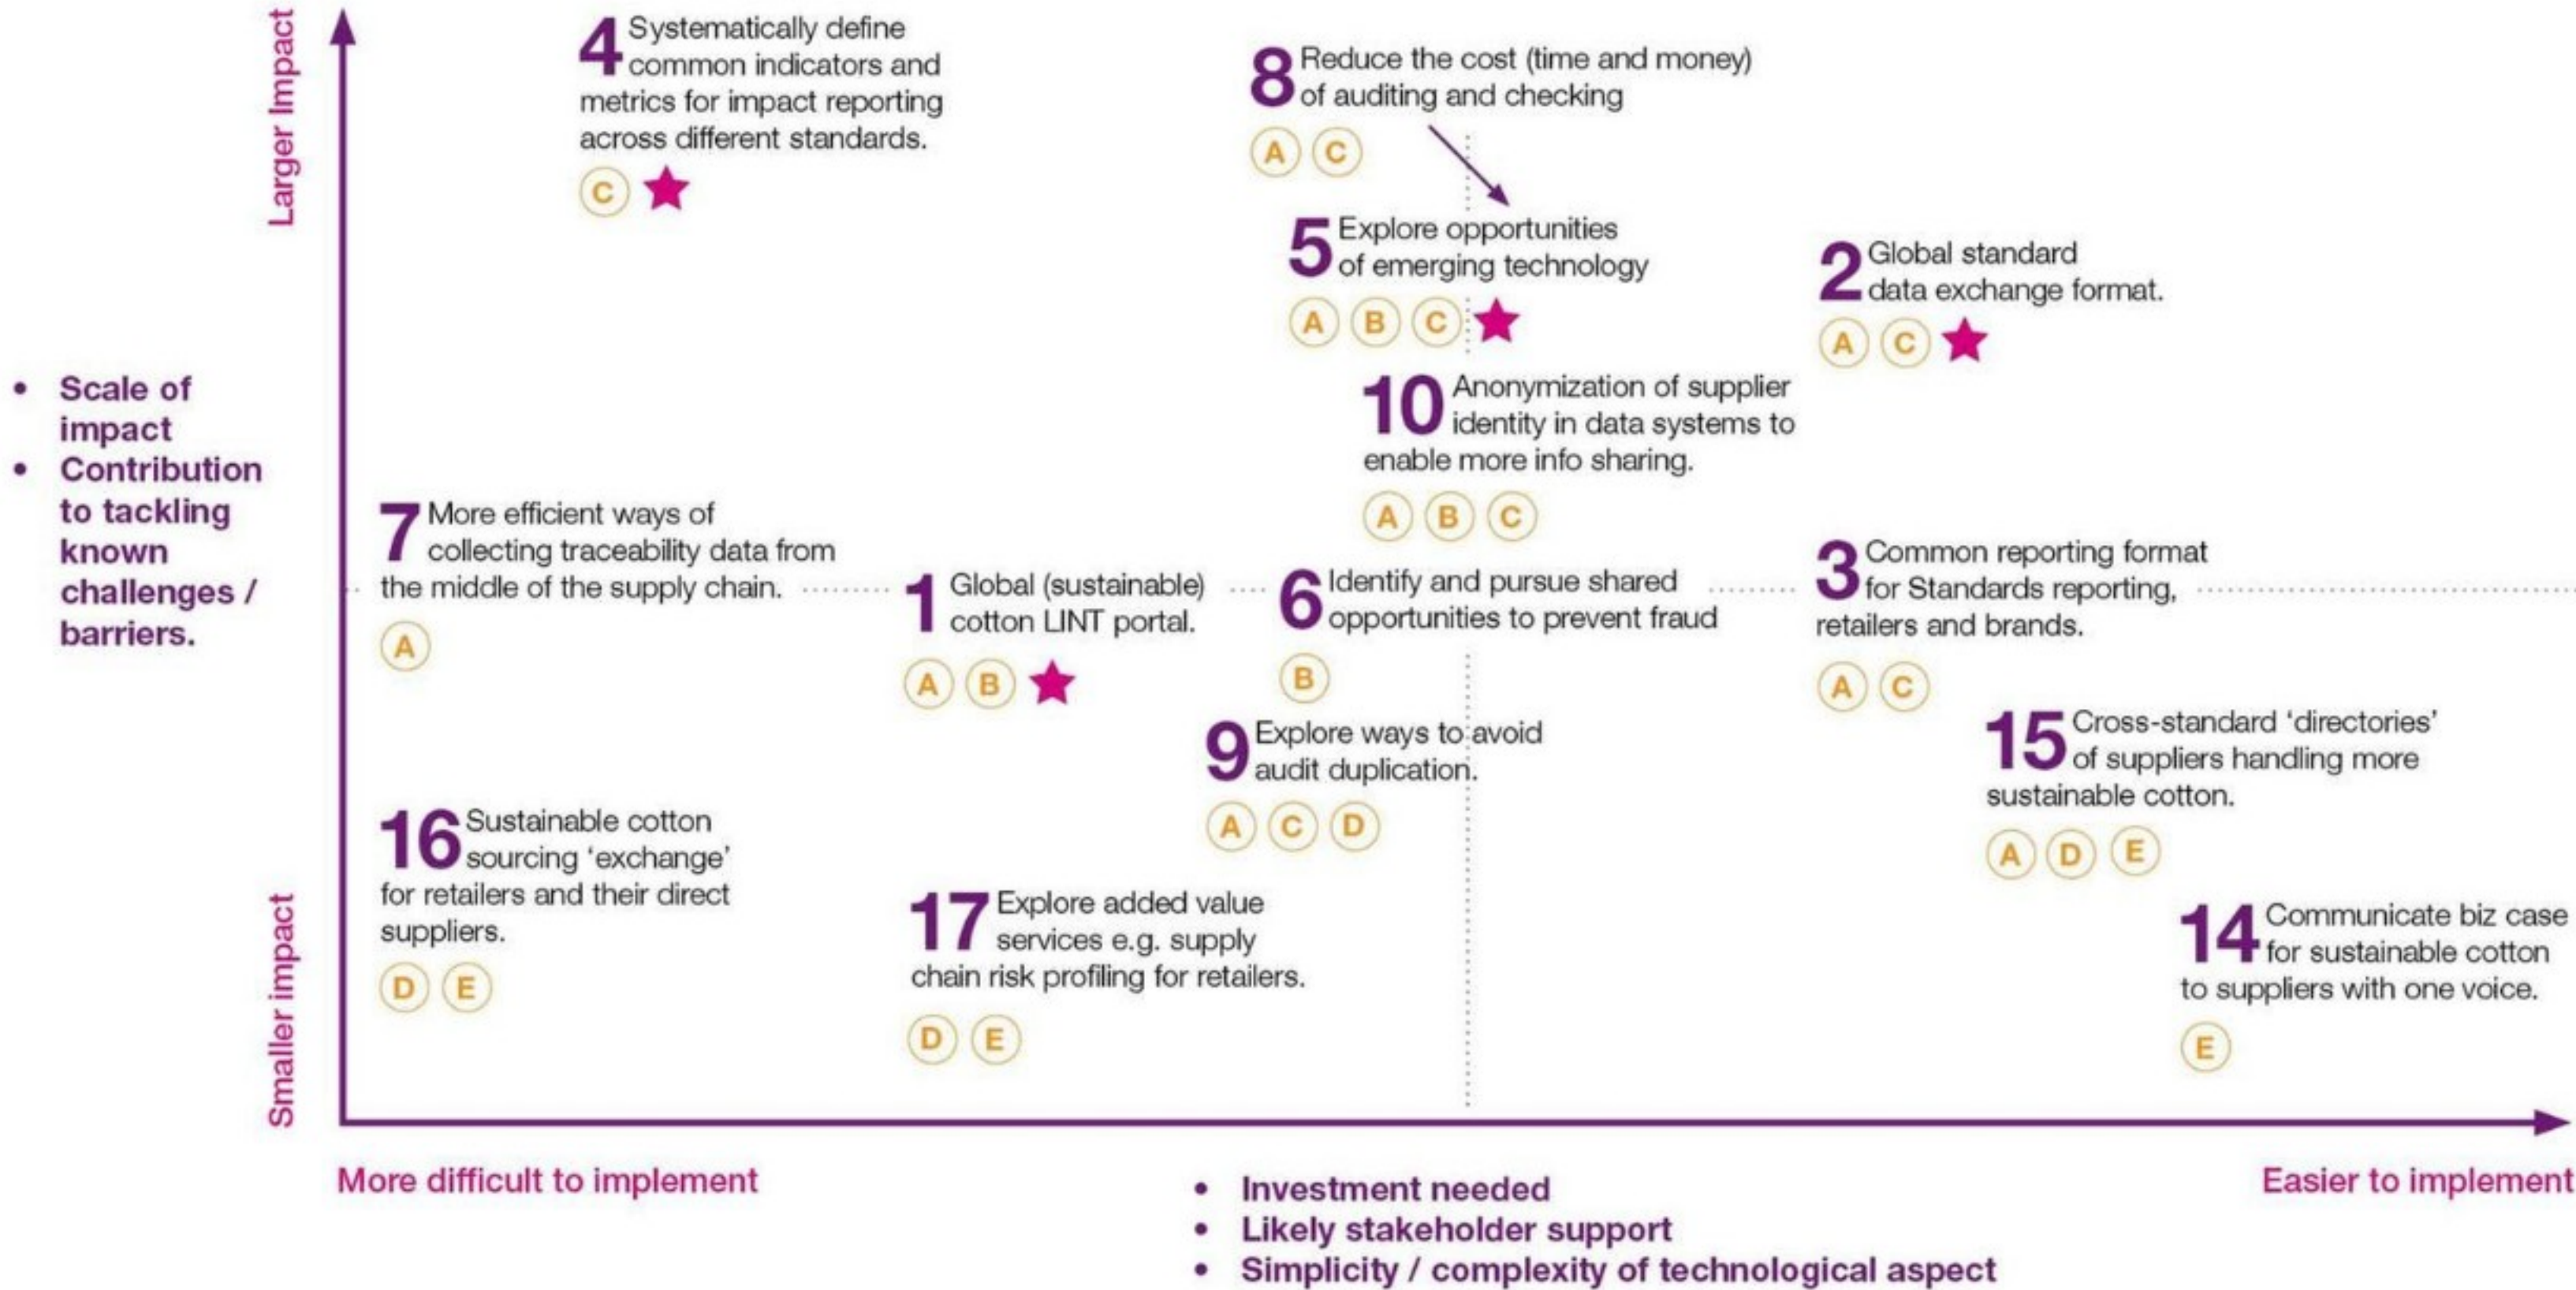 Larger Impact
4 Systematically define
common indicators and
metrics for impact reporting
across different standards.
C
8 Reduce the cost (time and money)
of auditing and checking
A C
5 Explore opportunities
of emerging technology
A B C
2 Global standard
data exchange format.
A C
• Scale of
impact
• Contribution
to tackling
known
challenges /
barriers.
10 Anonymization of supplier
identity in data systems to
enable more info sharing.
A B C
7 More efficient ways of
collecting traceability data from
the middle of the supply chain.
A
1 Global (sustainable)
cotton LINT portal.
A B
6 Identify and pursue shared
opportunities to prevent fraud
B
3 Common reporting format
for Standards reporting,
retailers and brands.
A C
9 Explore ways to avoid
audit duplication.
A C D
15 Cross-standard ‘directories’
of suppliers handling more
sustainable cotton.
A D E
16 Sustainable cotton
sourcing ‘exchange’
for retailers and their direct
suppliers.
D E
17 Explore added value
services e.g. supply
chain risk profiling for retailers.
D E
14 Communicate biz case
for sustainable cotton
to suppliers with one voice.
E
Smaller impact
More difficult to implement
• Investment needed
• Likely stakeholder support
• Simplicity / complexity of technological aspect
Easier to implement